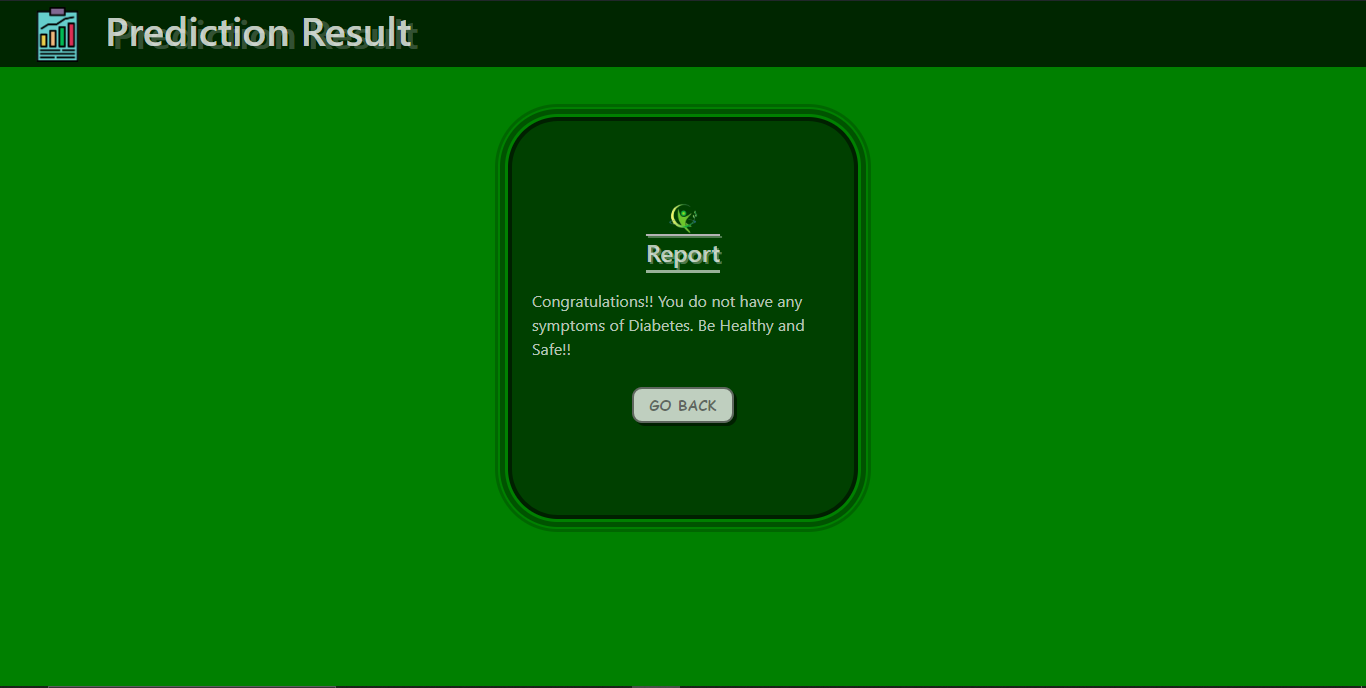 Prediction Result
Report
Congratulations!! You do not have any
symptoms of Diabetes. Be Healthy and
Safe!!
GO BACK